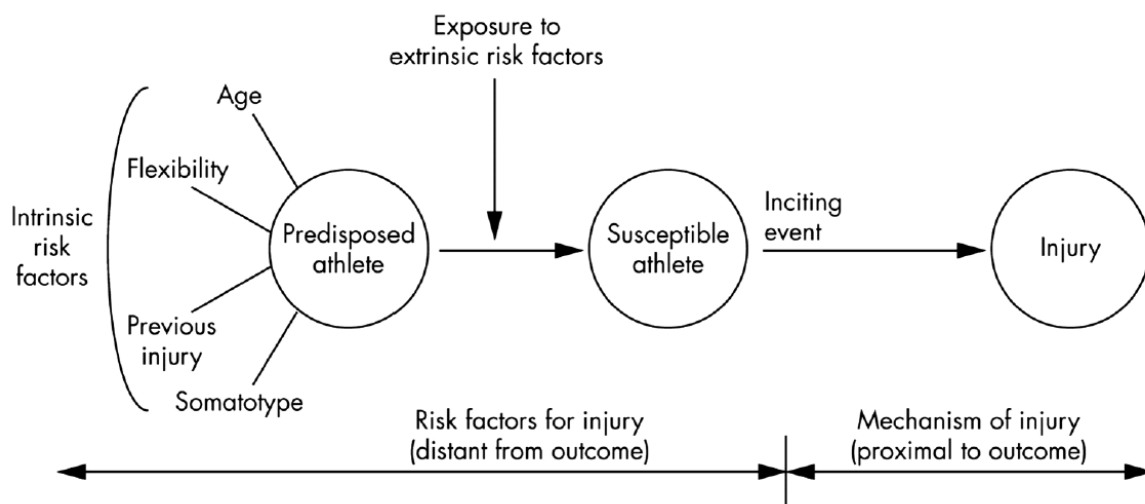 Exposure to
extrinsic risk factors
Age
Flexibility
Intrinsic
risk
factors
Predisposed
athlete
Susceptible
athlete
Inciting
event
Injury
Previous
injury
Somatotype
Risk factors for injury
(distant from outcome)
Mechanism of injury
(proximal to outcome)